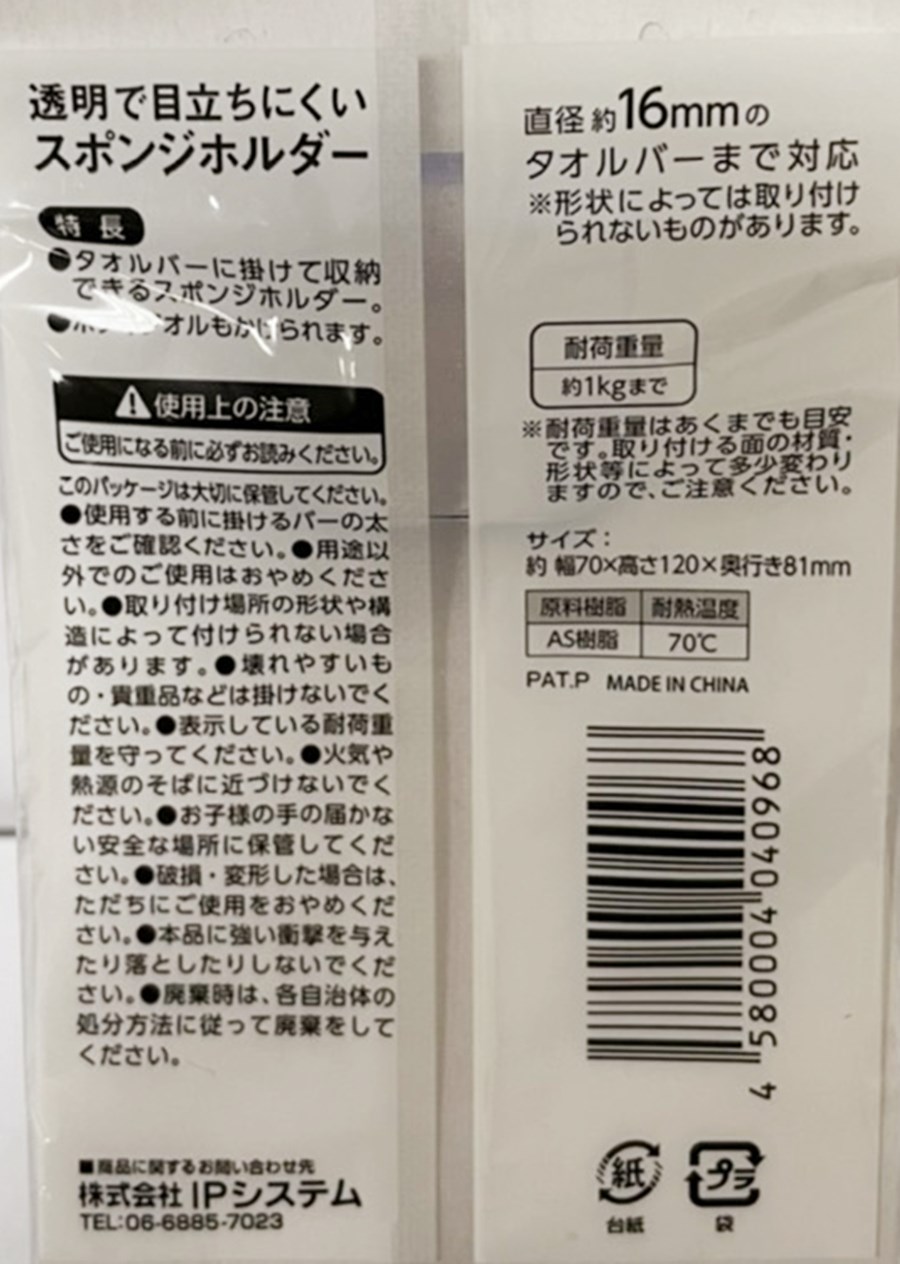 透明で目立ちにくい
スポンジホルダー
特長
●タオルバーに掛けて収納
できるスポンジホルダー。
●ボディタオルもかけられます。
⚠使用上の注意
ご使用になる前に必ずお読みください。
このパッケージは大切に保管してください。
●使用する前に掛けるバーの太
さをご確認ください。●用途以
外でのご使用はおやめくださ
い。●取り付け場所の形状や構
造によって付けられない場合
があります。●壊れやすいも
の・貴重品などは掛けないでく
ださい。●表示している耐荷重
量を守ってください。●火気や
熱源のそばに近づけないでく
ださい。●お子様の手の届かな
い安全な場所に保管してくだ
さい。●破損・変形した場合は、
ただちにご使用をおやめくだ
さい。●本品に強い衝撃を与え
たり落としたりしないでくだ
さい。●廃棄時は、各自治体の
処分方法に従って廃棄をして
ください。
■商品に関するお問い合わせ先
株式会社IPシステム
TEL:06-6885-7023
直径約16mmの
タオルバーまで対応
※形状によっては取り付け
られないものがあります。
耐荷重量
約1kgまで
※耐荷重量はあくまでも目安
です。取り付ける面の材質・
形状等によって多少変わり
ますので、ご注意ください。
サイズ：
約 幅70×高さ120×奥行き81mm
原料樹脂 耐熱温度
AS樹脂 70℃
PAT.P MADE IN CHINA
4 580004 040968
紙 プラ
台紙 袋